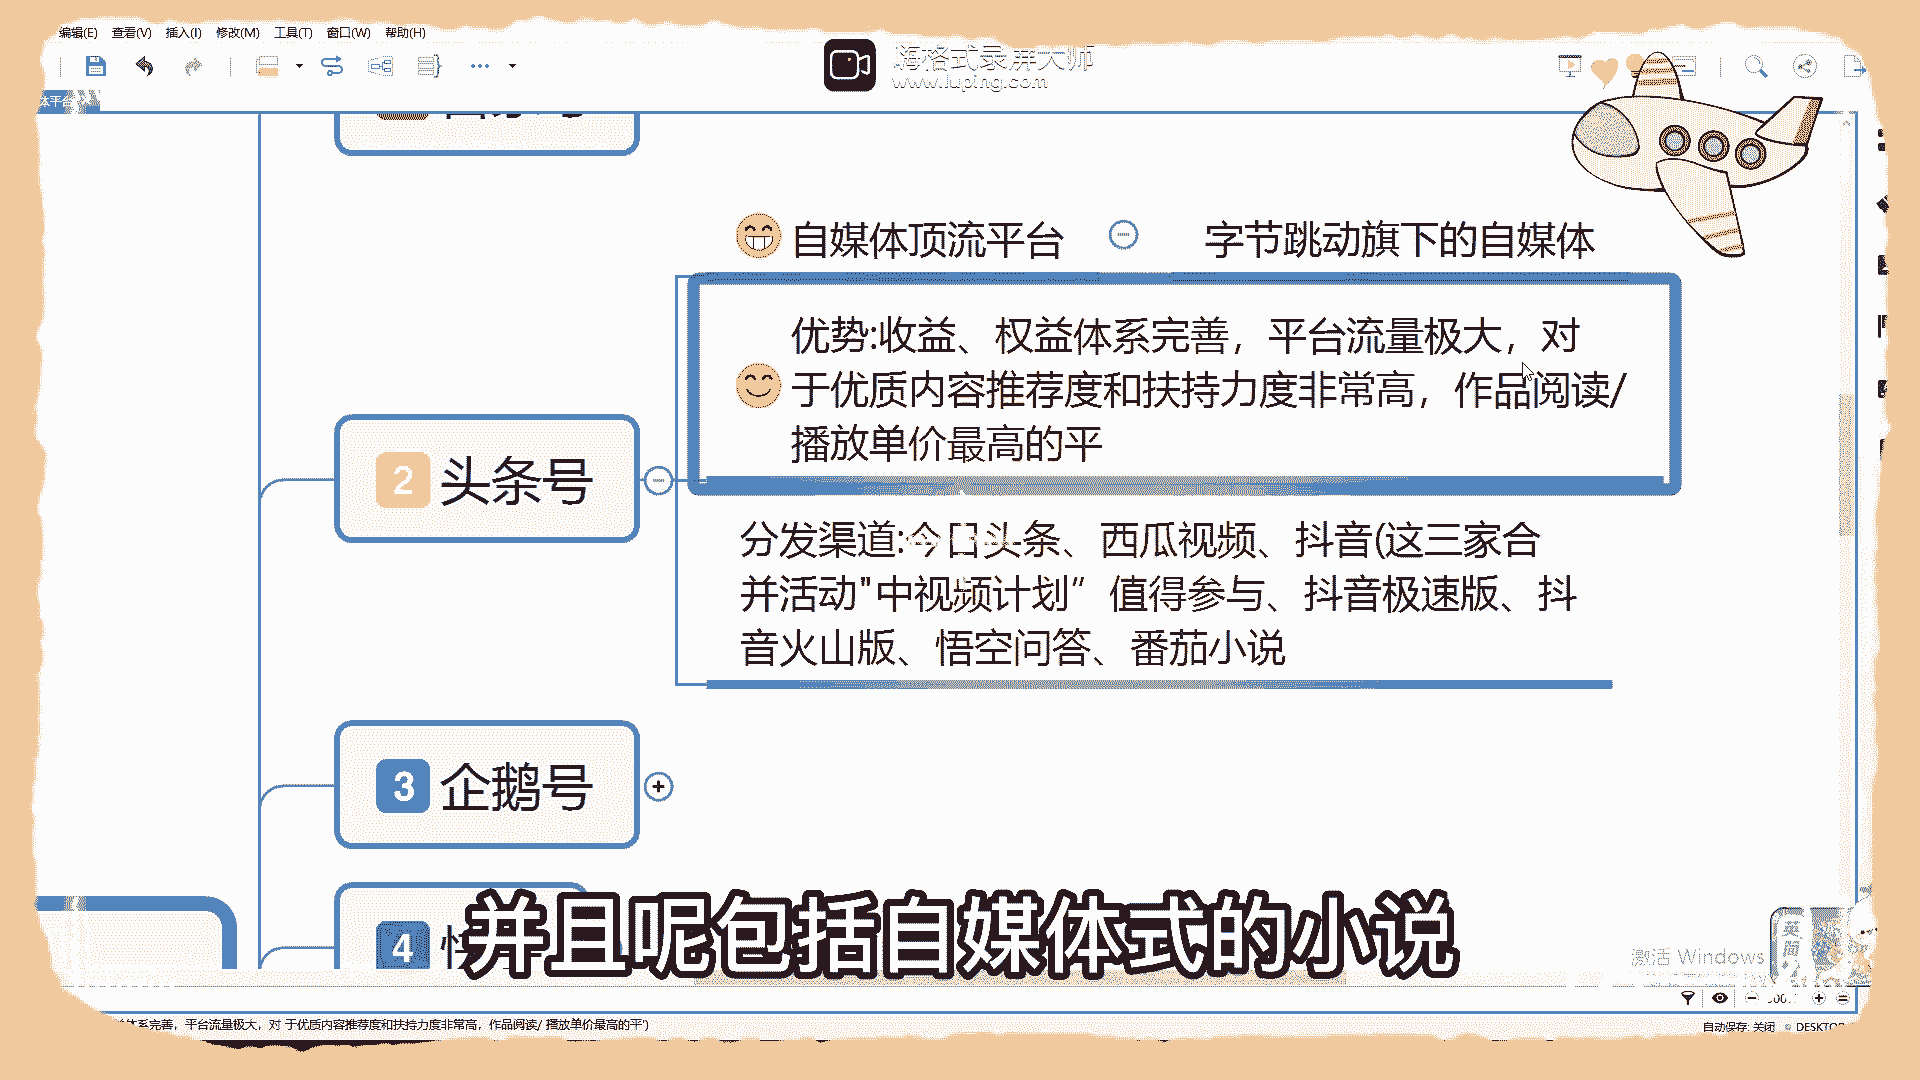 编辑(E) 查看(V) 插入(I) 修改(M) 工具(T) 窗口(W) 帮助(H)
嗨格式录屏大师
www.luping.com
体平台
自媒体顶流平台
字节跳动旗下的自媒体
优势:收益、权益体系完善，平台流量极大，对
于优质内容推荐度和扶持力度非常高，作品阅读/
播放单价最高的平
2 头条号
分发渠道:今日头条、西瓜视频、抖音(这三家合
并活动"中视频计划” 值得参与、抖音极速版、抖
音火山版、悟空问答、番茄小说
3 企鹅号
4
并且呢包括自媒体式的小说
激活 Windows
体系完善，平台流量极大，对 于优质内容推荐度和扶持力度非常高，作品阅读/ 播放单价最高的平')
自动保存: 关闭
DESKTO